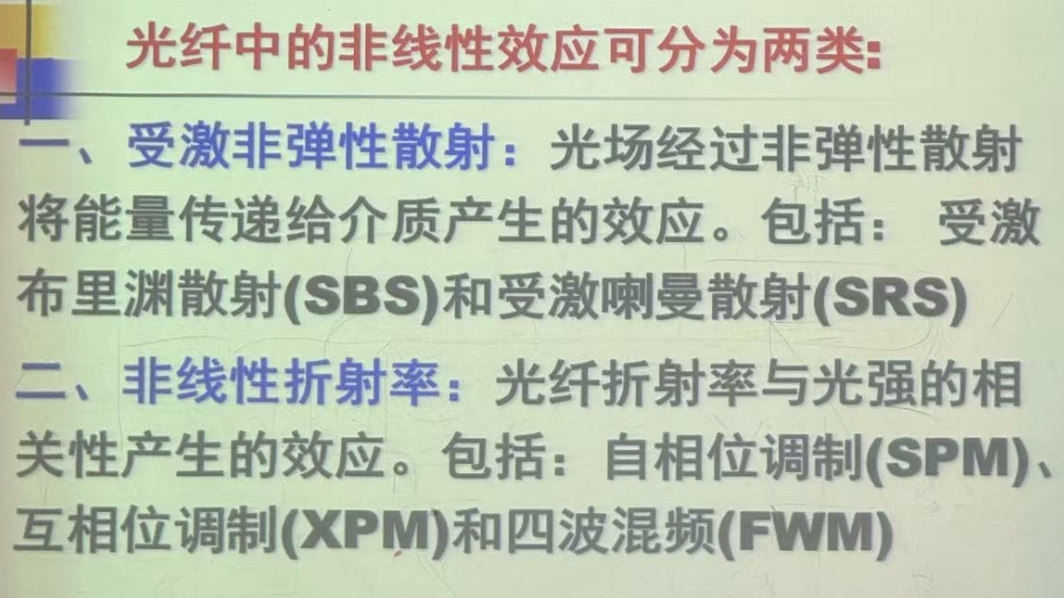 光纤中的非线性效应可分为两类:
一、受激非弹性散射：光场经过非弹性散射
将能量传递给介质产生的效应。包括： 受激
布里渊散射(SBS)和受激喇曼散射(SRS)
二、非线性折射率：光纤折射率与光强的相
关性产生的效应。包括：自相位调制(SPM)、
互相位调制(XPM)和四波混频(FWM)